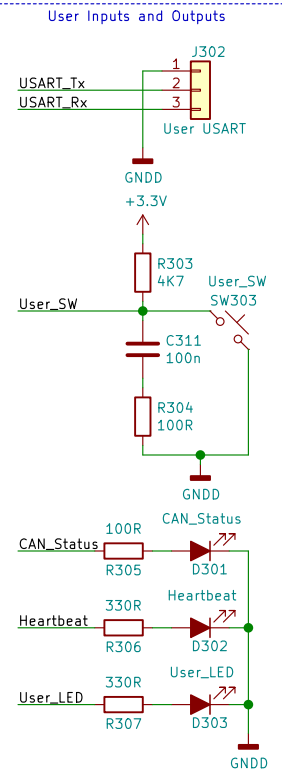 User Inputs and Outputs
J302
1
USART_Tx
2
USART_Rx
3
User USART
GNDD
+3.3V
R303
4K7
User_SW
SW303
User_SW
C311
100n
R304
100R
GNDD
CAN_Status
100R
CAN_Status
R305
D301
Heartbeat
330R
Heartbeat
R306
D302
User_LED
330R
User_LED
R307
D303
GNDD